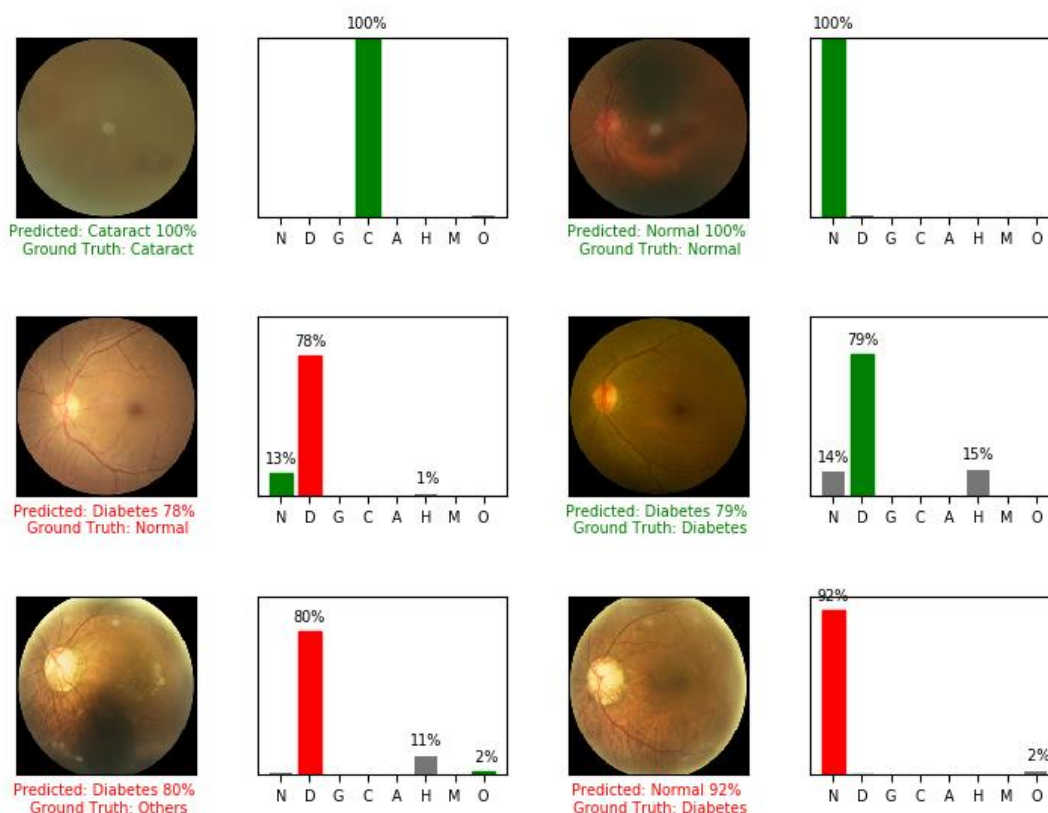 100%
N D G C A H M O
Predicted: Cataract 100%
Ground Truth: Cataract
100%
N D G C A H M O
Predicted: Normal 100%
Ground Truth: Normal
13% 78% 1%
N D G C A H M O
Predicted: Diabetes 78%
Ground Truth: Normal
14% 79% 15%
N D G C A H M O
Predicted: Diabetes 79%
Ground Truth: Diabetes
80% 11% 2%
N D G C A H M O
Predicted: Diabetes 80%
Ground Truth: Others
92% 2%
N D G C A H M O
Predicted: Normal 92%
Ground Truth: Diabetes